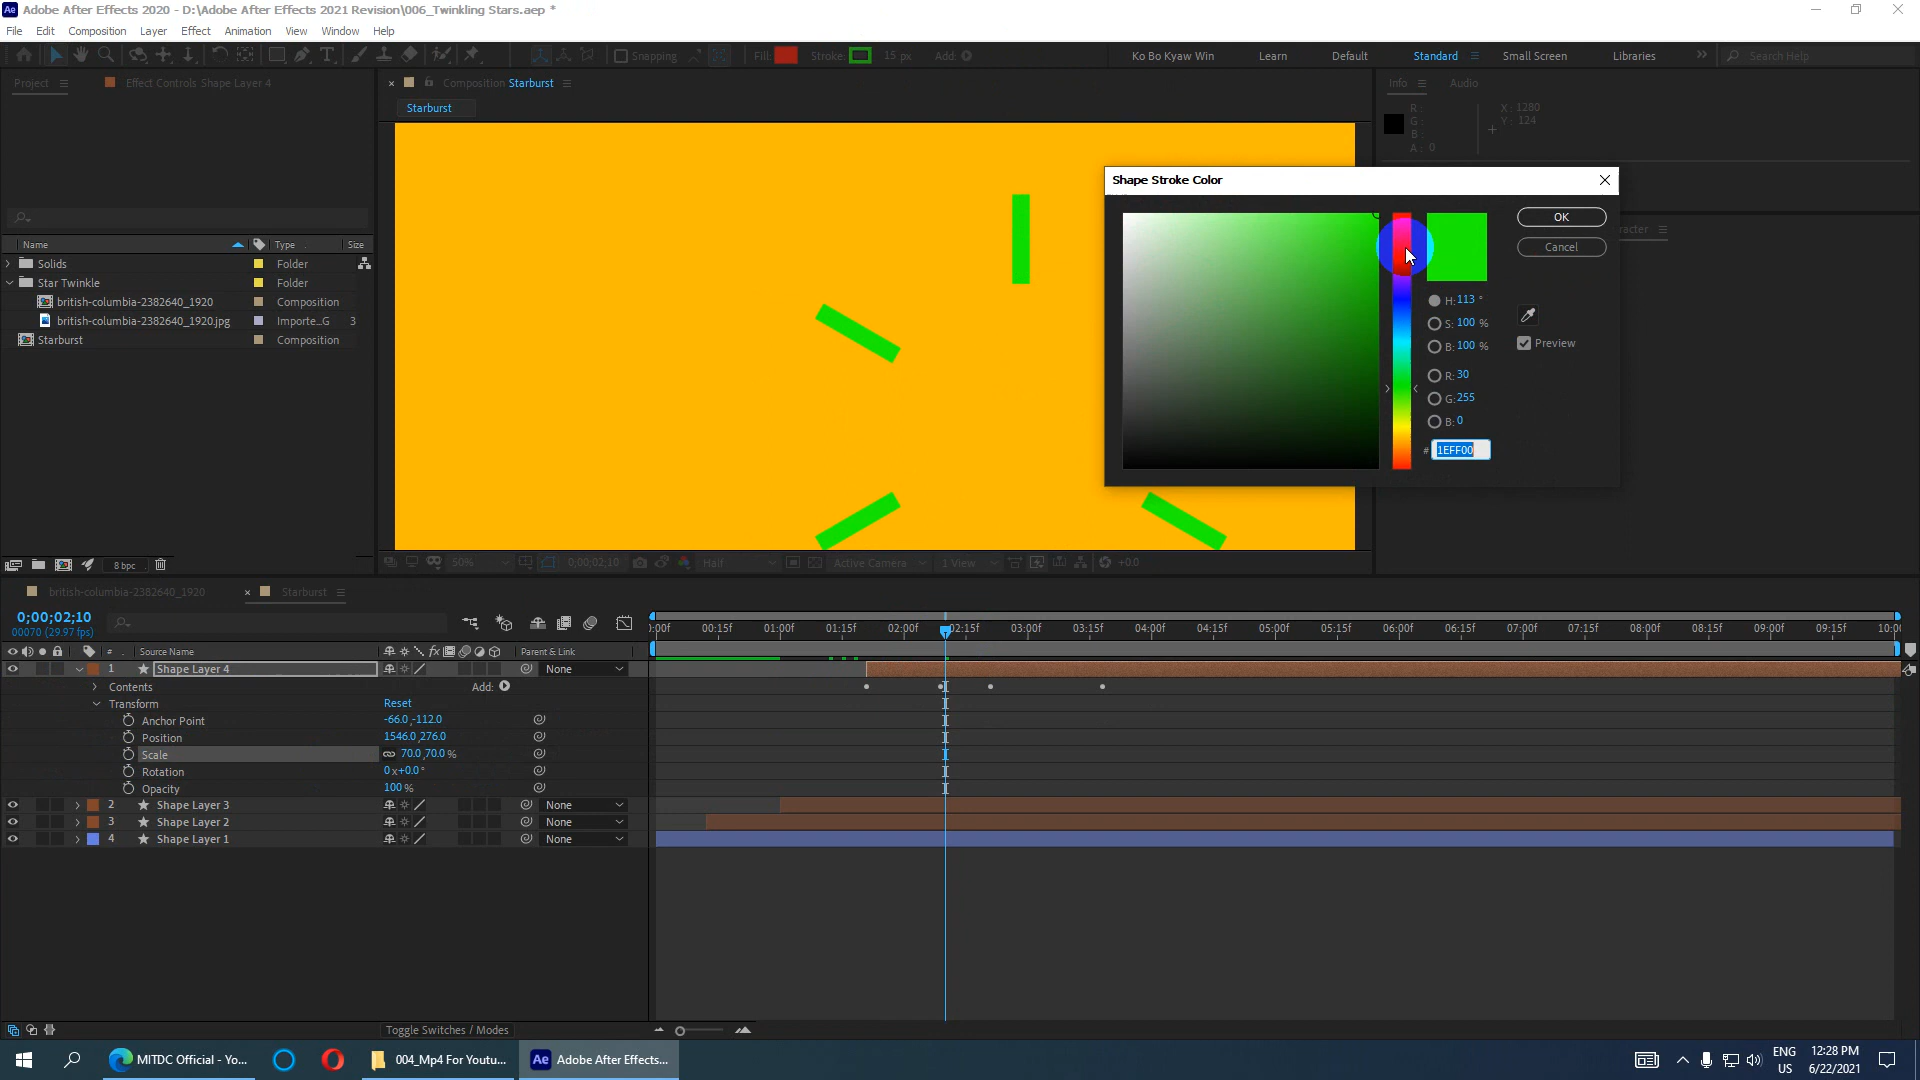 Adobe After Effects 2020 - D:\Adobe After Effects 2021 Revision\006_Twinkling Stars.aep *
File Edit Composition Layer Effect Animation View Window Help
Snapping Fill: Stroke: 15 px Add: Ko Bo Kyaw Win Learn Default Standard Small Screen Libraries Search Help
Project Effect Controls Shape Layer 4 Composition Starburst Info Audio
Starburst
R: X: 1280
G: Y: 124
B:
A: 0
Shape Stroke Color
OK
Cancel
H: 113 °
S: 100 %
B: 100 %
Preview
R: 30
G: 255
B: 0
# 1EFF00
Name Type Size
Solids Folder
Star Twinkle Folder
british-columbia-2382640_1920 Composition
british-columbia-2382640_1920.jpg Importe...G 3
Starburst Composition
8 bpc
50% 0;00;02;10 Half Active Camera 1 View +0.0
british-columbia-2382640_1920 Starburst
0;00;02;10
00070 (29.97 fps)
:00f 00:15f 01:00f 01:15f 02:00f 02:15f 03:00f 03:15f 04:00f 04:15f 05:00f 05:15f 06:00f 06:15f 07:00f 07:15f 08:00f 08:15f 09:00f 09:15f 10:00
# Source Name Parent & Link
1 Shape Layer 4 None
Contents Add:
Transform Reset
Anchor Point -66.0,-112.0
Position 1546.0,276.0
Scale 70.0,70.0 %
Rotation 0x+0.0 °
Opacity 100 %
2 Shape Layer 3 None
3 Shape Layer 2 None
4 Shape Layer 1 None
Toggle Switches / Modes
MITDC Official - Yo... 004_Mp4 For Youtu... Adobe After Effects... ENG 12:28 PM
US 6/22/2021